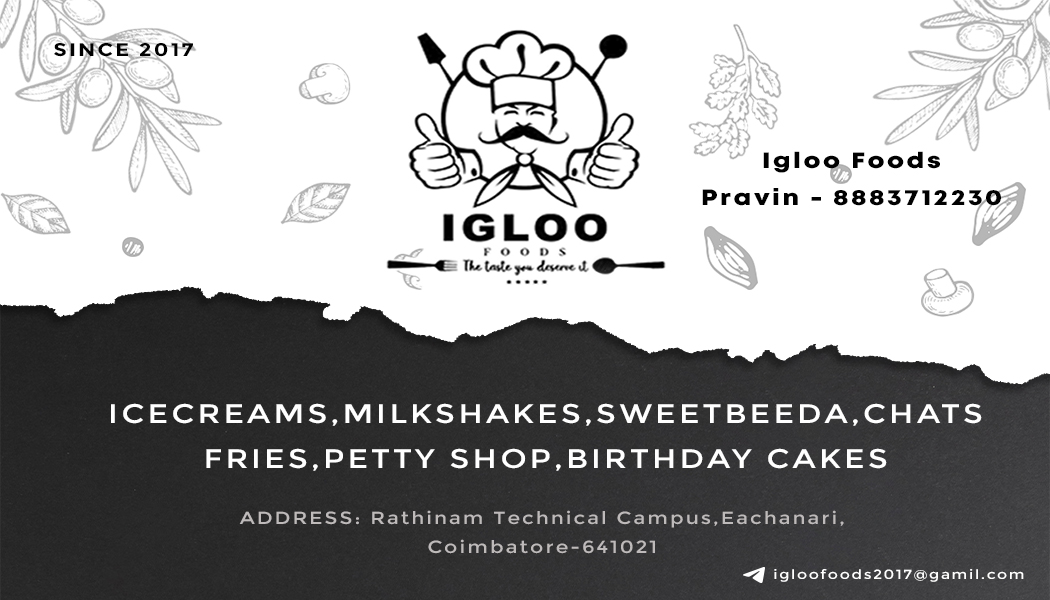 SINCE 2017
IGLOO
FOODS
The taste you deserve it
Igloo Foods
Pravin - 8883712230
ICECREAMS,MILKSHAKES,SWEETBEEDA,CHATS
FRIES,PETTY SHOP,BIRTHDAY CAKES
ADDRESS: Rathinam Technical Campus,Eachanari,
Coimbatore-641021
igloofoods2017@gamil.com